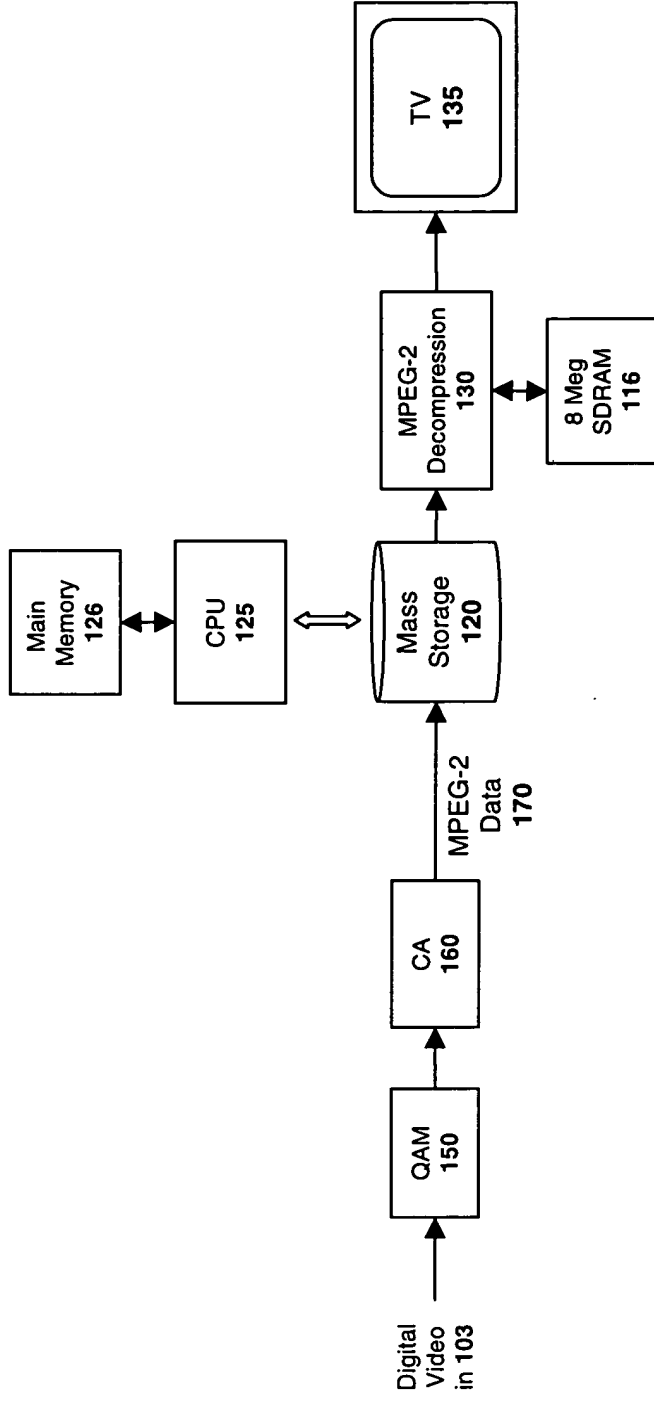 Digital
Video
in 103
QAM
150
CA
160
MPEG-2
Data
170
Main
Memory
126
CPU
125
Mass
Storage
120
MPEG-2
Decompression
130
8 Meg
SDRAM
116
TV
135